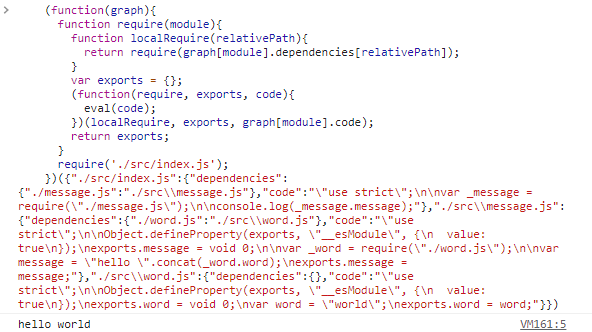 (function(graph){
function require(module){
function localRequire(relativePath){
return require(graph[module].dependencies[relativePath]);
}
var exports = {};
(function(require, exports, code){
eval(code);
})(localRequire, exports, graph[module].code);
return exports;
}
require('./src/index.js');
})({"./src/index.js":{"dependencies":
{"./message.js":"./src\\message.js"},"code":"\"use strict\";\n\nvar _message =
require(\"./message.js\");\n\nconsole.log(_message.message);"},"./src\\message.js":
{"dependencies":{"./word.js":"./src\\word.js"},"code":"\"use
strict\";\n\nObject.defineProperty(exports, \"__esModule\", {\n  value:
true\n});\nexports.message = void 0;\n\nvar _word = require(\"./word.js\");\n\nvar
message = \"hello \".concat(_word.word);\nexports.message =
message;"},"./src\\word.js":{"dependencies":{},"code":"\"use
strict\";\n\nObject.defineProperty(exports, \"__esModule\", {\n  value:
true\n});\nexports.word = void 0;\nvar word = \"world\";\nexports.word = word;"}})
hello world VM161:5